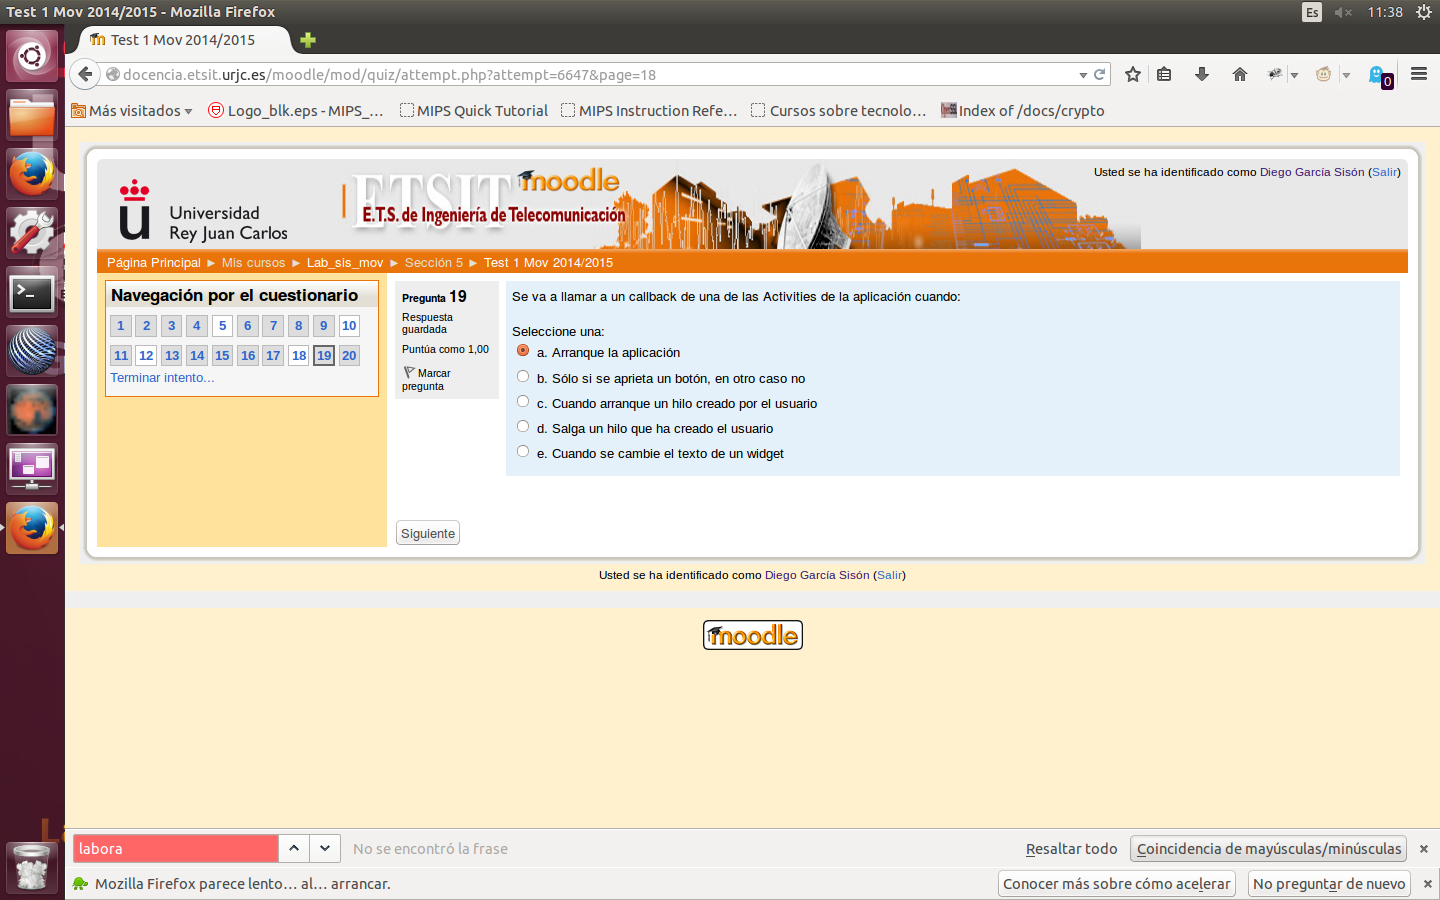 Test 1 Mov 2014/2015 - Mozilla Firefox
Es
11:38
Test 1 Mov 2014/2015
docencia.etsit.urjc.es/moodle/mod/quiz/attempt.php?attempt=6647&page=18
0
Más visitados
Logo_blk.eps - MIPS_...
MIPS Quick Tutorial
MIPS Instruction Refe...
Cursos sobre tecnolo...
Index of /docs/crypto
Universidad
Rey Juan Carlos
ETSIT
moodle
E.T.S. de Ingeniería de Telecomunicación
Usted se ha identificado como Diego García Sisón (Salir)
Página Principal ► Mis cursos ► Lab_sis_mov ► Sección 5 ► Test 1 Mov 2014/2015
Navegación por el cuestionario
1 2 3 4 5 6 7 8 9 10
11 12 13 14 15 16 17 18 19 20
Terminar intento...
Pregunta 19
Respuesta
guardada
Puntúa como 1,00
Marcar
pregunta
Se va a llamar a un callback de una de las Activities de la aplicación cuando:
Seleccione una:
a. Arranque la aplicación
b. Sólo si se aprieta un botón, en otro caso no
c. Cuando arranque un hilo creado por el usuario
d. Salga un hilo que ha creado el usuario
e. Cuando se cambie el texto de un widget
Siguiente
Usted se ha identificado como Diego García Sisón (Salir)
moodle
labora
No se encontró la frase
Resaltar todo
Coincidencia de mayúsculas/minúsculas
Mozilla Firefox parece lento... al... arrancar.
Conocer más sobre cómo acelerar
No preguntar de nuevo